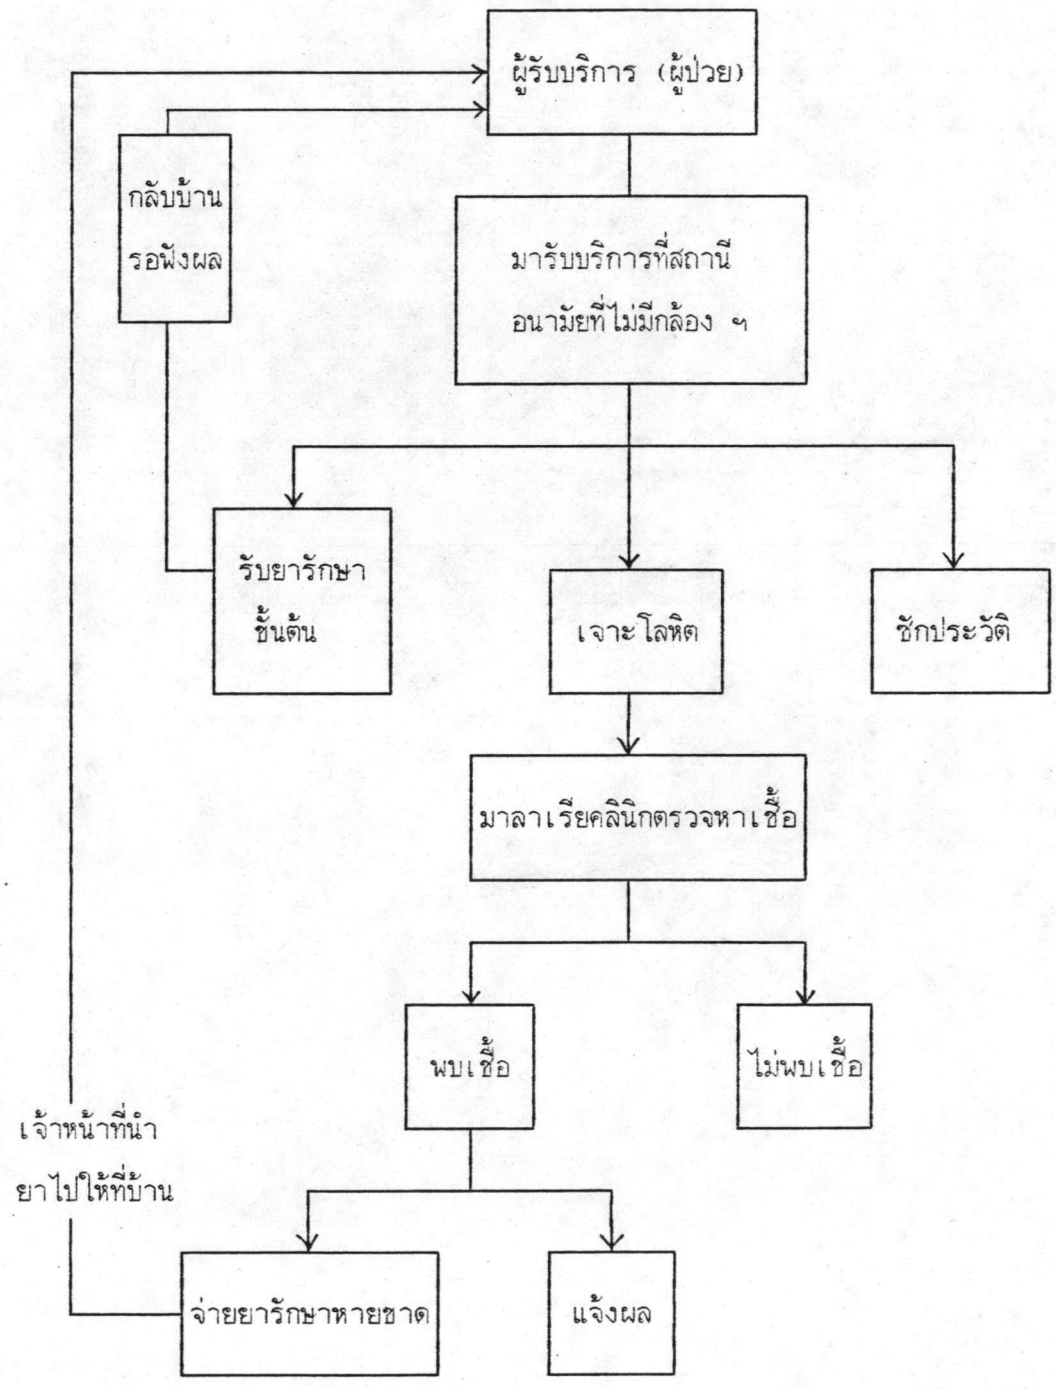 ผู้รับบริการ (ผู้ป่วย)
กลับบ้าน
รอฟังผล
มารับบริการที่สถานี
อนามัยที่ไม่มีกล้อง ฯ
รับยารักษา
ขั้นต้น
เจาะโลหิต
ซักประวัติ
มาลาเรียคลินิกตรวจหาเชื้อ
พบเชื้อ
ไม่พบเชื้อ
เจ้าหน้าที่นำ
ยาไปให้ที่บ้าน
จ่ายยารักษาหายขาด
แจ้งผล